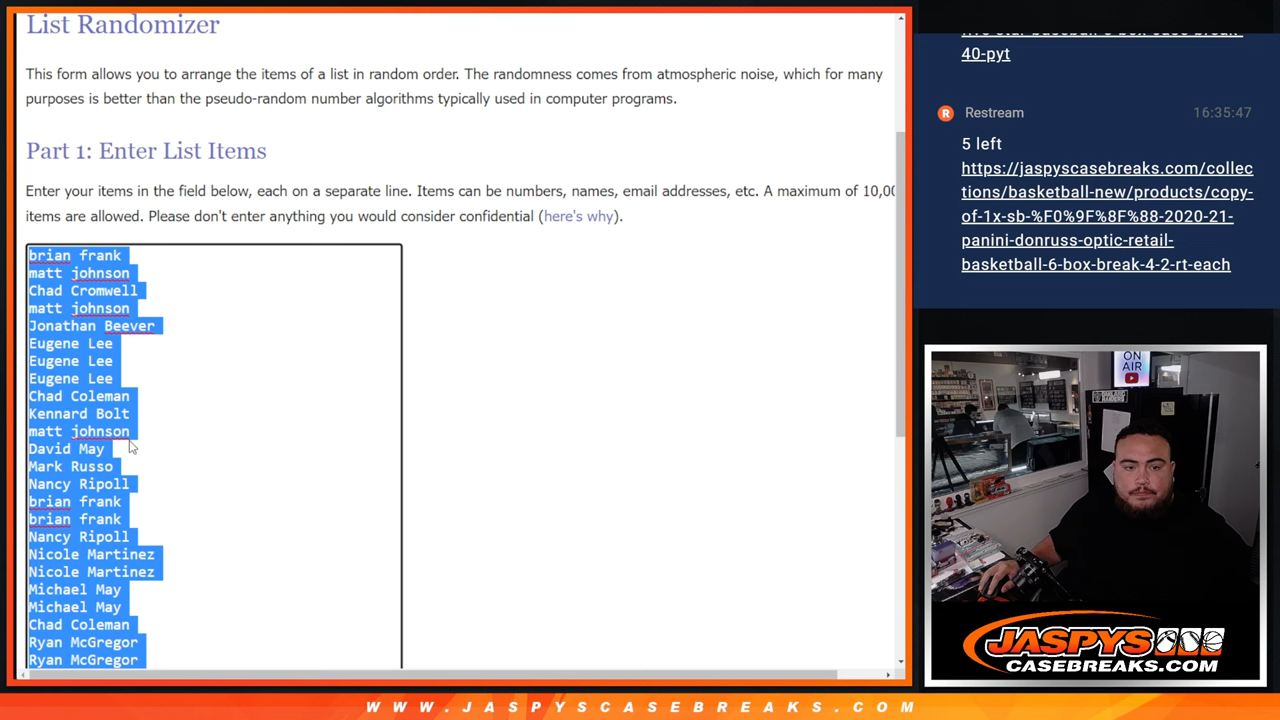 List Randomizer
This form allows you to arrange the items of a list in random order. The randomness comes from atmospheric noise, which for many
purposes is better than the pseudo-random number algorithms typically used in computer programs.
Part 1: Enter List Items
Enter your items in the field below, each on a separate line. Items can be numbers, names, email addresses, etc. A maximum of 10,00
items are allowed. Please don't enter anything you would consider confidential (here's why).
brian frank
matt johnson
Chad Cromwell
matt johnson
Jonathan Beever
Eugene Lee
Eugene Lee
Eugene Lee
Chad Coleman
Kennard Bolt
matt johnson
David May
Mark Russo
Nancy Ripoll
brian frank
brian frank
Nancy Ripoll
Nicole Martinez
Nicole Martinez
Michael May
Michael May
Chad Coleman
Ryan McGregor
Ryan McGregor
40-pyt
Restream 16:35:47
5 left
https://jaspyscasebreaks.com/collec
tions/basketball-new/products/copy-
of-1x-sb-%F0%9F%8F%88-2020-21-
panini-donruss-optic-retail-
basketball-6-box-break-4-2-rt-each
ON
AIR
JASPYS
CASEBREAKS.COM
WWW.JASPYSCASEBREAKS.COM